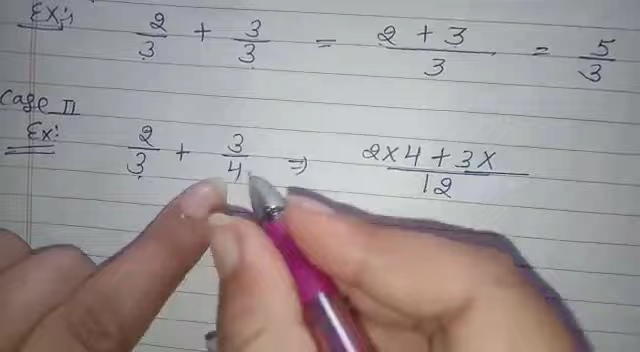 Ex:
2/3 + 3/3 = 2 + 3/3 = 5/3
Case II
Ex: 2/3 + 3/4 ⇒ 2×4 + 3×/12